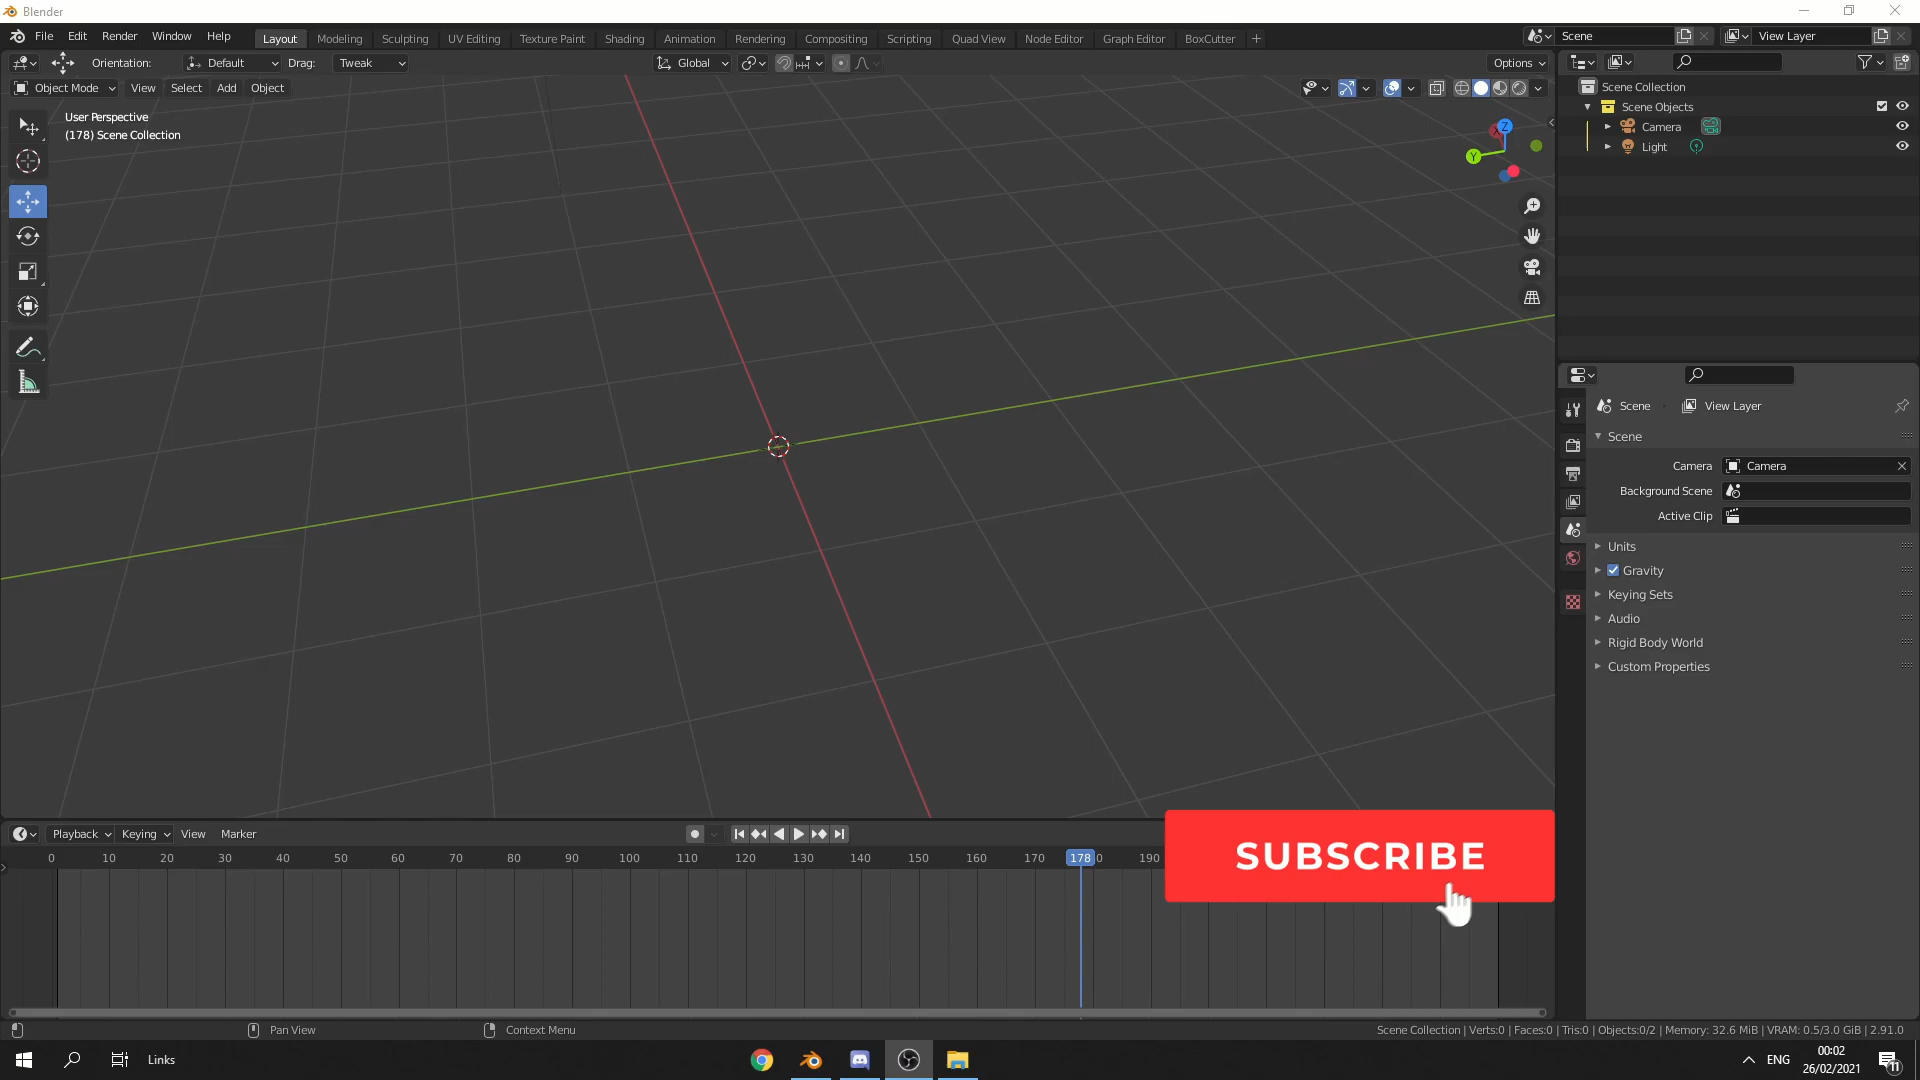 Blender
File Edit Render Window Help Layout Modeling Sculpting UV Editing Texture Paint Shading Animation Rendering Compositing Scripting Quad View Node Editor Graph Editor BoxCutter + Scene View Layer
Orientation: Default Drag: Tweak Global Options
Object Mode View Select Add Object
User Perspective
(178) Scene Collection
X
Z
Y
Scene Collection
Scene Objects
Camera
Light
Scene View Layer
Scene
Camera Camera
Background Scene
Active Clip
Units
Gravity
Keying Sets
Audio
Rigid Body World
Custom Properties
Playback Keying View Marker
0 10 20 30 40 50 60 70 80 90 100 110 120 130 140 150 160 170 178 0 190
SUBSCRIBE
Pan View Context Menu Scene Collection | Verts:0 | Faces:0 | Tris:0 | Objects:0/2 | Memory: 32.6 MiB | VRAM: 0.5/3.0 GiB | 2.91.0
Links ENG 00:02
26/02/2021
11